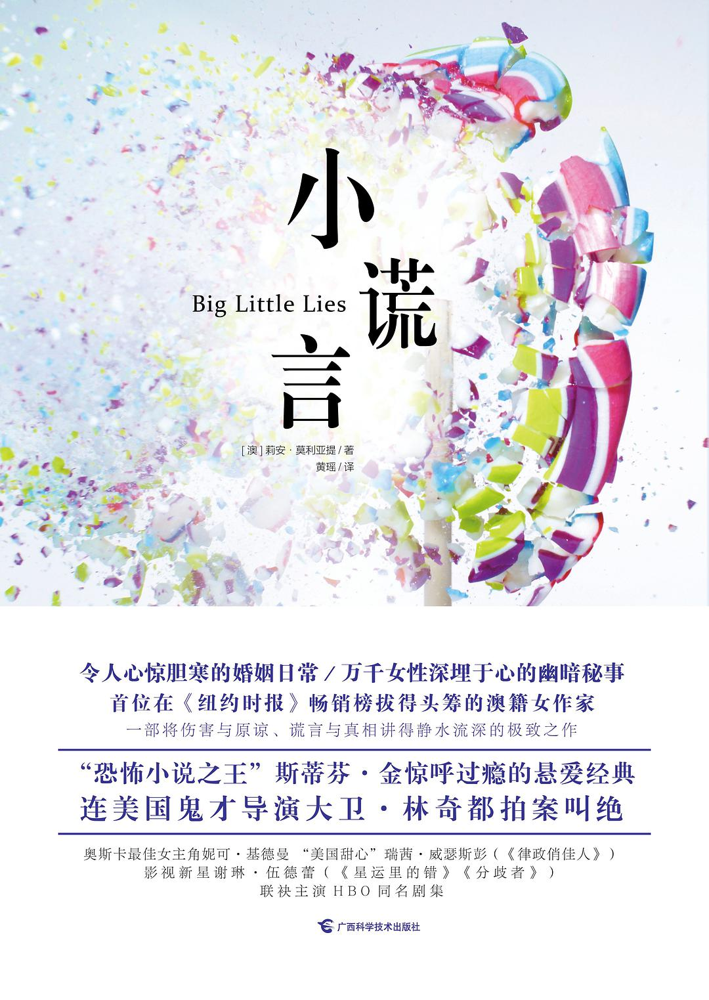 小
谎
Big Little Lies
言
[ 澳 ] 莉安 · 莫利亚提 / 著
黄瑶 / 译
令人心惊胆寒的婚姻日常 / 万千女性深埋于心的幽暗秘事
首位在《纽约时报》畅销榜拔得头筹的澳籍女作家
一部将伤害与原谅、谎言与真相讲得静水流深的极致之作
“恐怖小说之王”斯蒂芬·金惊呼过瘾的悬爱经典
连美国鬼才导演大卫·林奇都拍案叫绝
奥斯卡最佳女主角妮可·基德曼 “美国甜心”瑞茜·威瑟斯彭（《律政俏佳人》）
影视新星谢琳·伍德蕾（《星运里的错》《分歧者》）
联袂主演 HBO 同名剧集
广西科学技术出版社